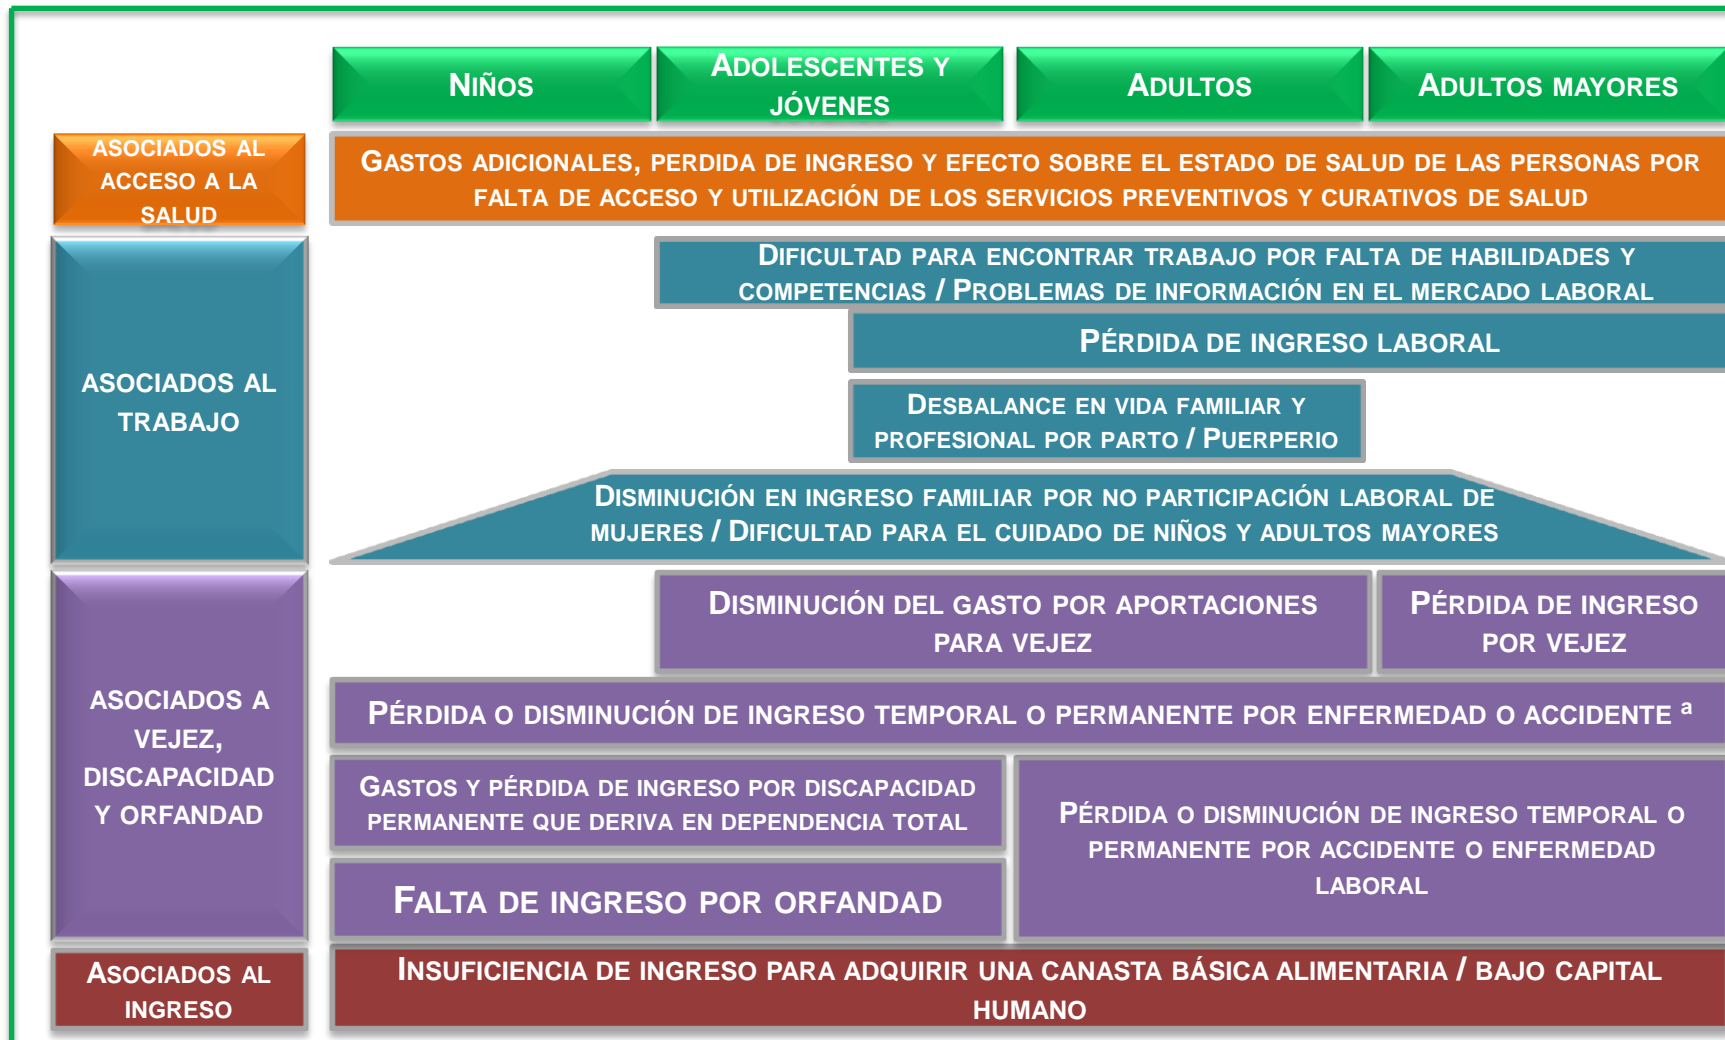 NIÑOS
ADOLESCENTES Y
JÓVENES
ADULTOS
ADULTOS MAYORES
ASOCIADOS AL
ACCESO A LA
SALUD
GASTOS ADICIONALES, PERDIDA DE INGRESO Y EFECTO SOBRE EL ESTADO DE SALUD DE LAS PERSONAS POR
FALTA DE ACCESO Y UTILIZACIÓN DE LOS SERVICIOS PREVENTIVOS Y CURATIVOS DE SALUD
ASOCIADOS AL
TRABAJO
DIFICULTAD PARA ENCONTRAR TRABAJO POR FALTA DE HABILIDADES Y
COMPETENCIAS / PROBLEMAS DE INFORMACIÓN EN EL MERCADO LABORAL
PÉRDIDA DE INGRESO LABORAL
DESBALANCE EN VIDA FAMILIAR Y
PROFESIONAL POR PARTO / PUERPERIO
DISMINUCIÓN EN INGRESO FAMILIAR POR NO PARTICIPACIÓN LABORAL DE
MUJERES / DIFICULTAD PARA EL CUIDADO DE NIÑOS Y ADULTOS MAYORES
ASOCIADOS A
VEJEZ,
DISCAPACIDAD
Y ORFANDAD
DISMINUCIÓN DEL GASTO POR APORTACIONES
PARA VEJEZ
PÉRDIDA DE INGRESO
POR VEJEZ
PÉRDIDA O DISMINUCIÓN DE INGRESO TEMPORAL O PERMANENTE POR ENFERMEDAD O ACCIDENTE ª
GASTOS Y PÉRDIDA DE INGRESO POR DISCAPACIDAD
PERMANENTE QUE DERIVA EN DEPENDENCIA TOTAL
FALTA DE INGRESO POR ORFANDAD
PÉRDIDA O DISMINUCIÓN DE INGRESO TEMPORAL O
PERMANENTE POR ACCIDENTE O ENFERMEDAD
LABORAL
ASOCIADOS AL
INGRESO
INSUFICIENCIA DE INGRESO PARA ADQUIRIR UNA CANASTA BÁSICA ALIMENTARIA / BAJO CAPITAL
HUMANO